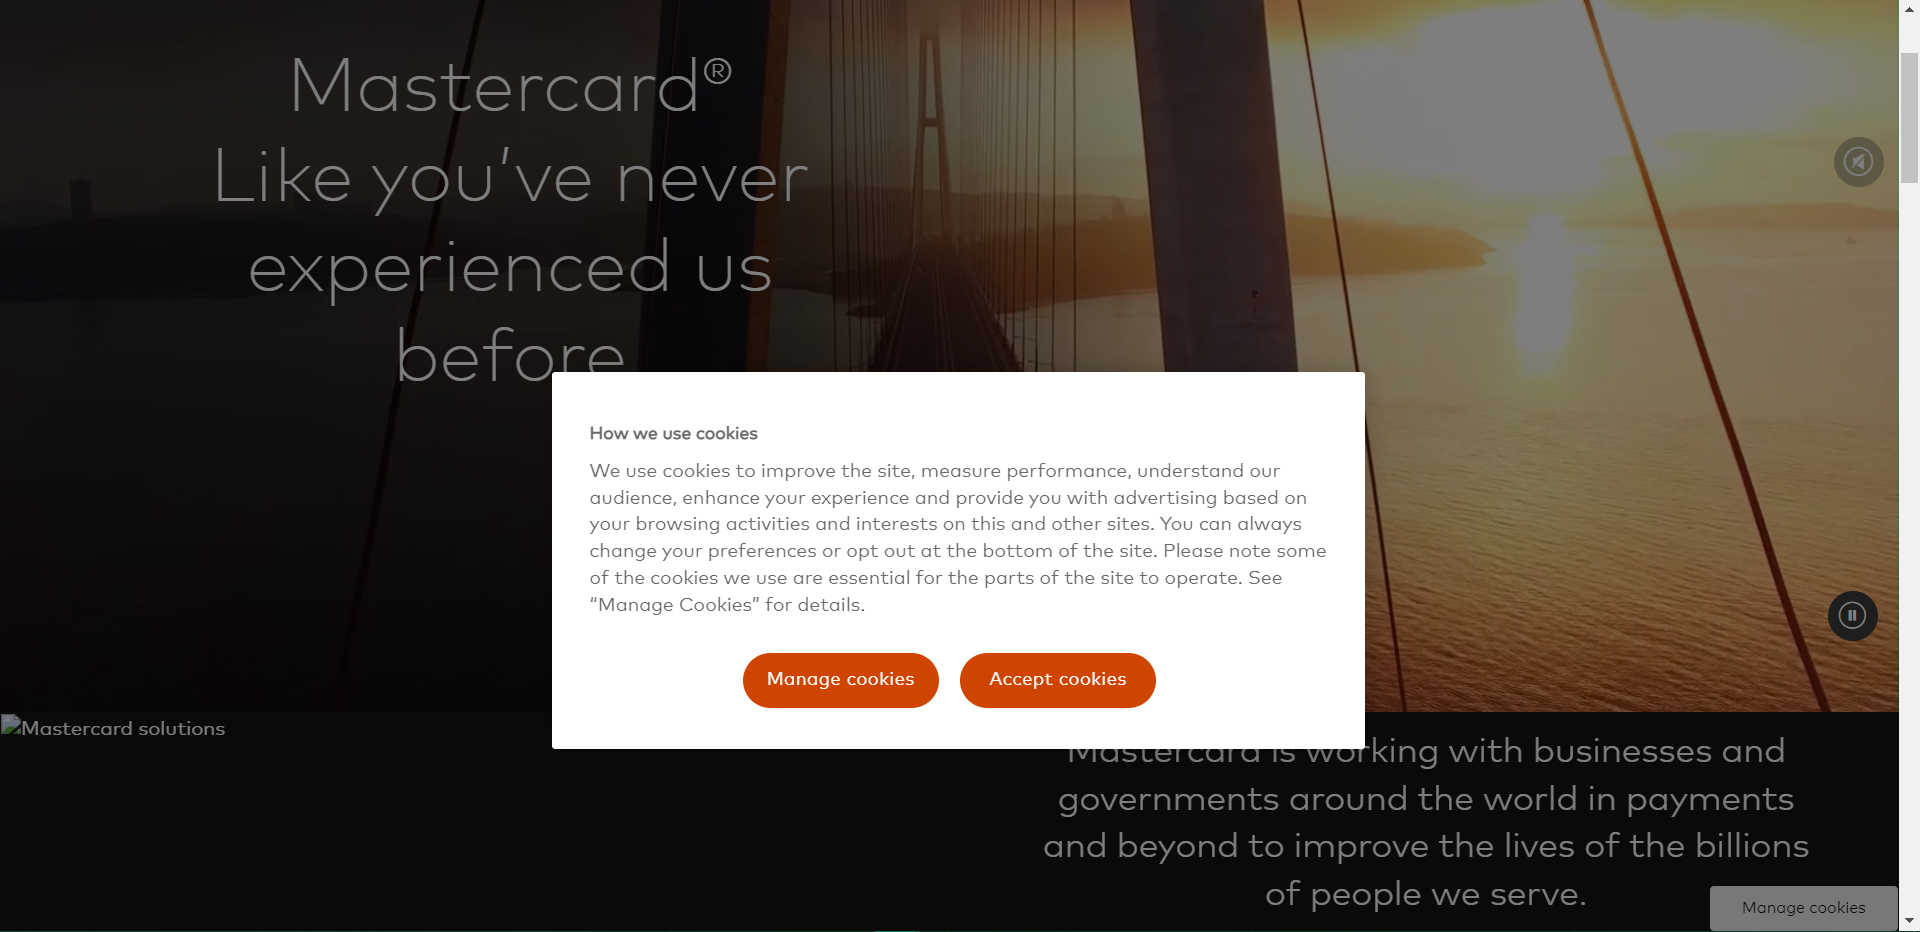 Mastercard®
Like you've never
experienced us
before
How we use cookies
We use cookies to improve the site, measure performance, understand our
audience, enhance your experience and provide you with advertising based on
your browsing activities and interests on this and other sites. You can always
change your preferences or opt out at the bottom of the site. Please note some
of the cookies we use are essential for the parts of the site to operate. See
“Manage Cookies” for details.
Manage cookies
Accept cookies
Mastercard solutions
Mastercard is working with businesses and
governments around the world in payments
and beyond to improve the lives of the billions
of people we serve.
Manage cookies